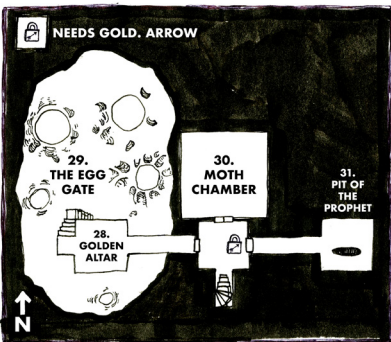 NEEDS GOLD. ARROW
29.
THE EGG
GATE
30.
MOTH
CHAMBER
31.
PIT OF
THE
PROPHET
28.
GOLDEN
ALTAR
N